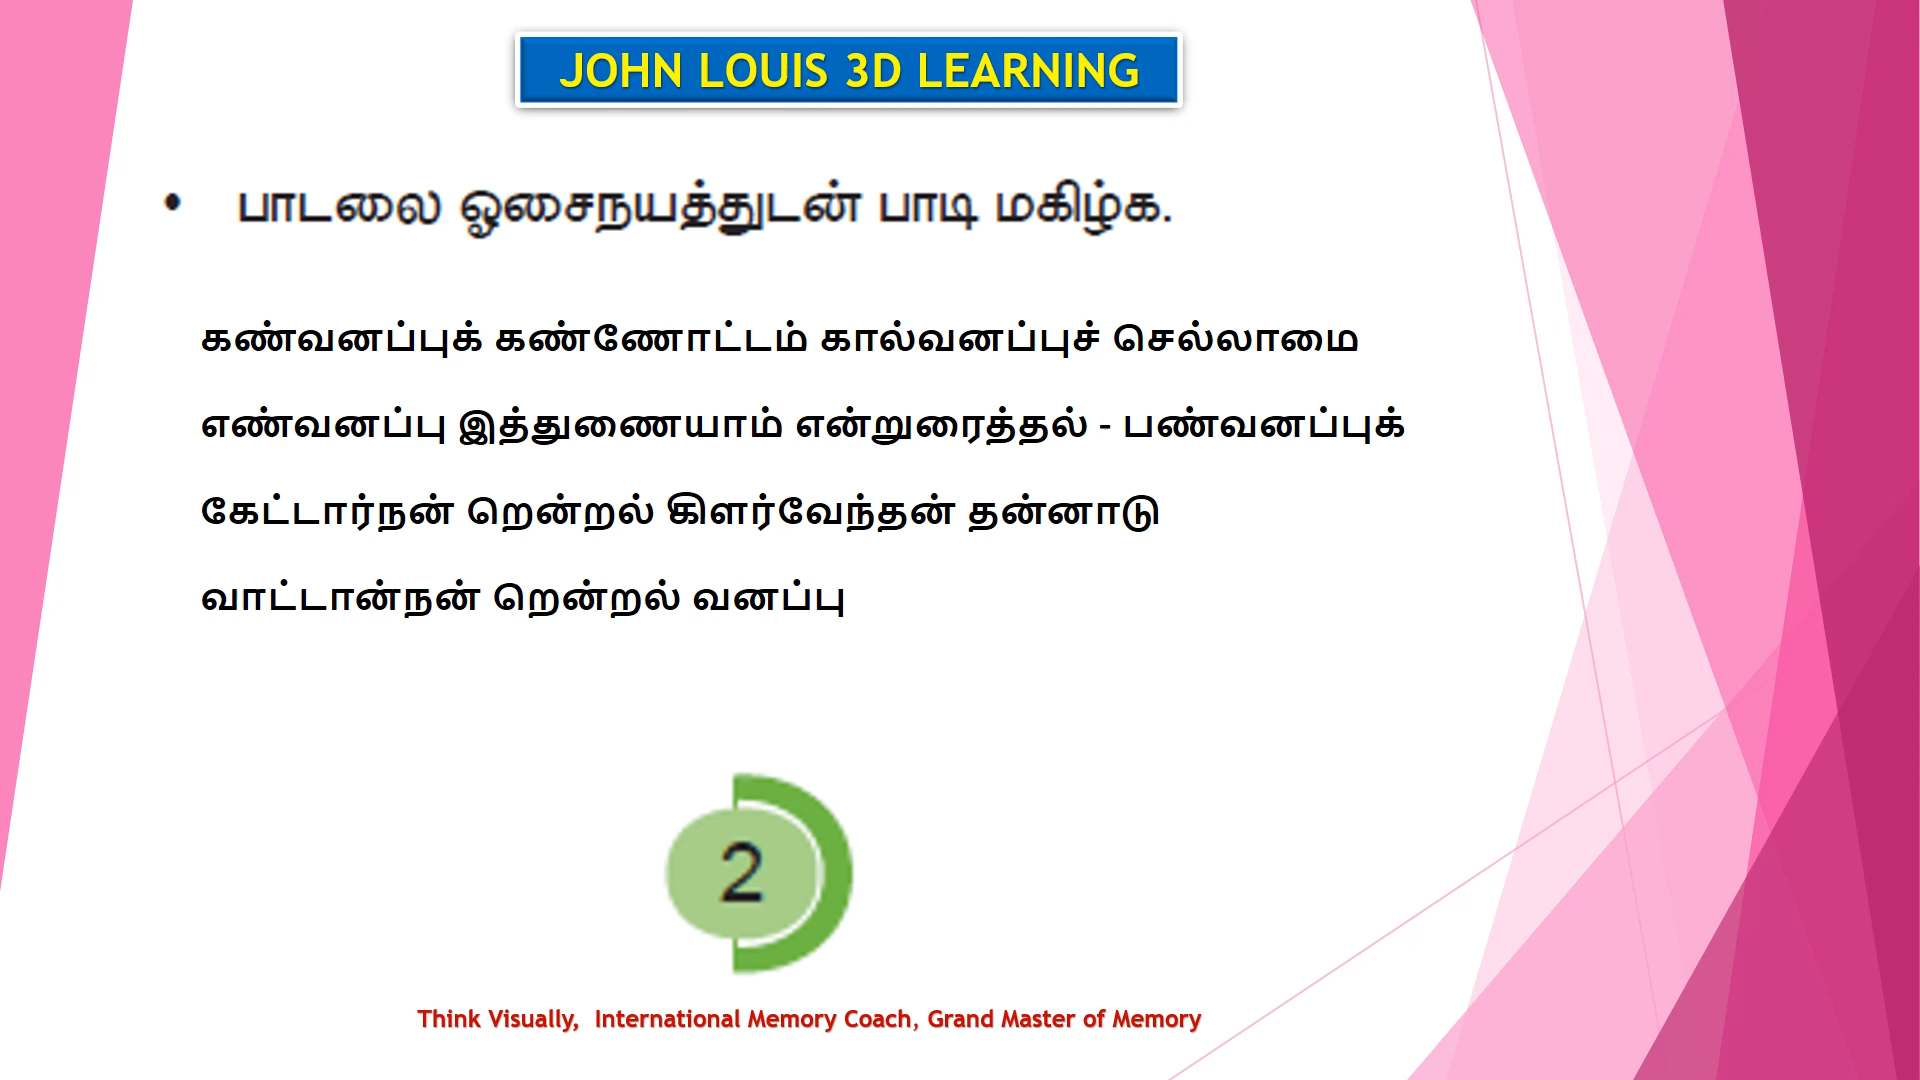 JOHN LOUIS 3D LEARNING
• பாடலை ஓசைநயத்துடன் பாடி மகிழ்க.
கண்வனப்புக் கண்ணோட்டம் கால்வனப்புச் செல்லாமை
எண்வனப்பு இத்துணையாம் என்றுரைத்தல் - பண்வனப்புக்
கேட்டார்நன் றென்றல் கிளர்வேந்தன் தன்னாடு
வாட்டான்நன் றென்றல் வனப்பு
2
Think Visually, International Memory Coach, Grand Master of Memory